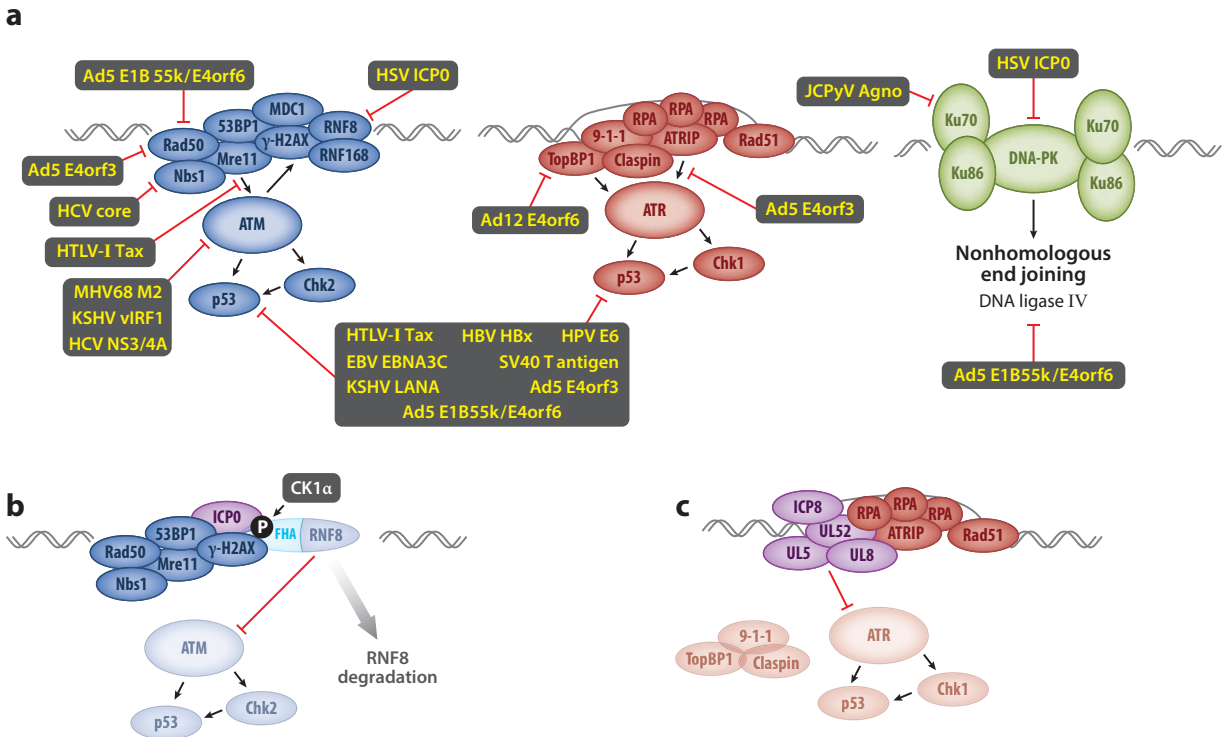 a
Ad5 E1B 55k/E4orf6
HSV ICP0
MDC1
53BP1
γ-H2AX
RNF8
RNF168
Rad50
Mre11
Nbs1
Ad5 E4orf3
HCV core
HTLV-I Tax
MHV68 M2
KSHV vIRF1
HCV NS3/4A
ATM
p53
Chk2
RPA
RPA
RPA
9-1-1
ATRIP
Rad51
TopBP1
Claspin
Ad12 E4orf6
ATR
Ad5 E4orf3
p53
Chk1
HTLV-I Tax HBV HBx HPV E6
EBV EBNA3C SV40 T antigen
KSHV LANA Ad5 E4orf3
Ad5 E1B55k/E4orf6
JCPyV Agno
HSV ICP0
Ku70
Ku86
DNA-PK
Ku70
Ku86
Nonhomologous
end joining
DNA ligase IV
Ad5 E1B55k/E4orf6
b
CK1α
ICP0
P
FHA
RNF8
53BP1
γ-H2AX
Rad50
Mre11
Nbs1
ATM
p53
Chk2
RNF8
degradation
c
ICP8
UL52
UL5
UL8
RPA
RPA
RPA
ATRIP
Rad51
9-1-1
TopBP1
Claspin
ATR
p53
Chk1